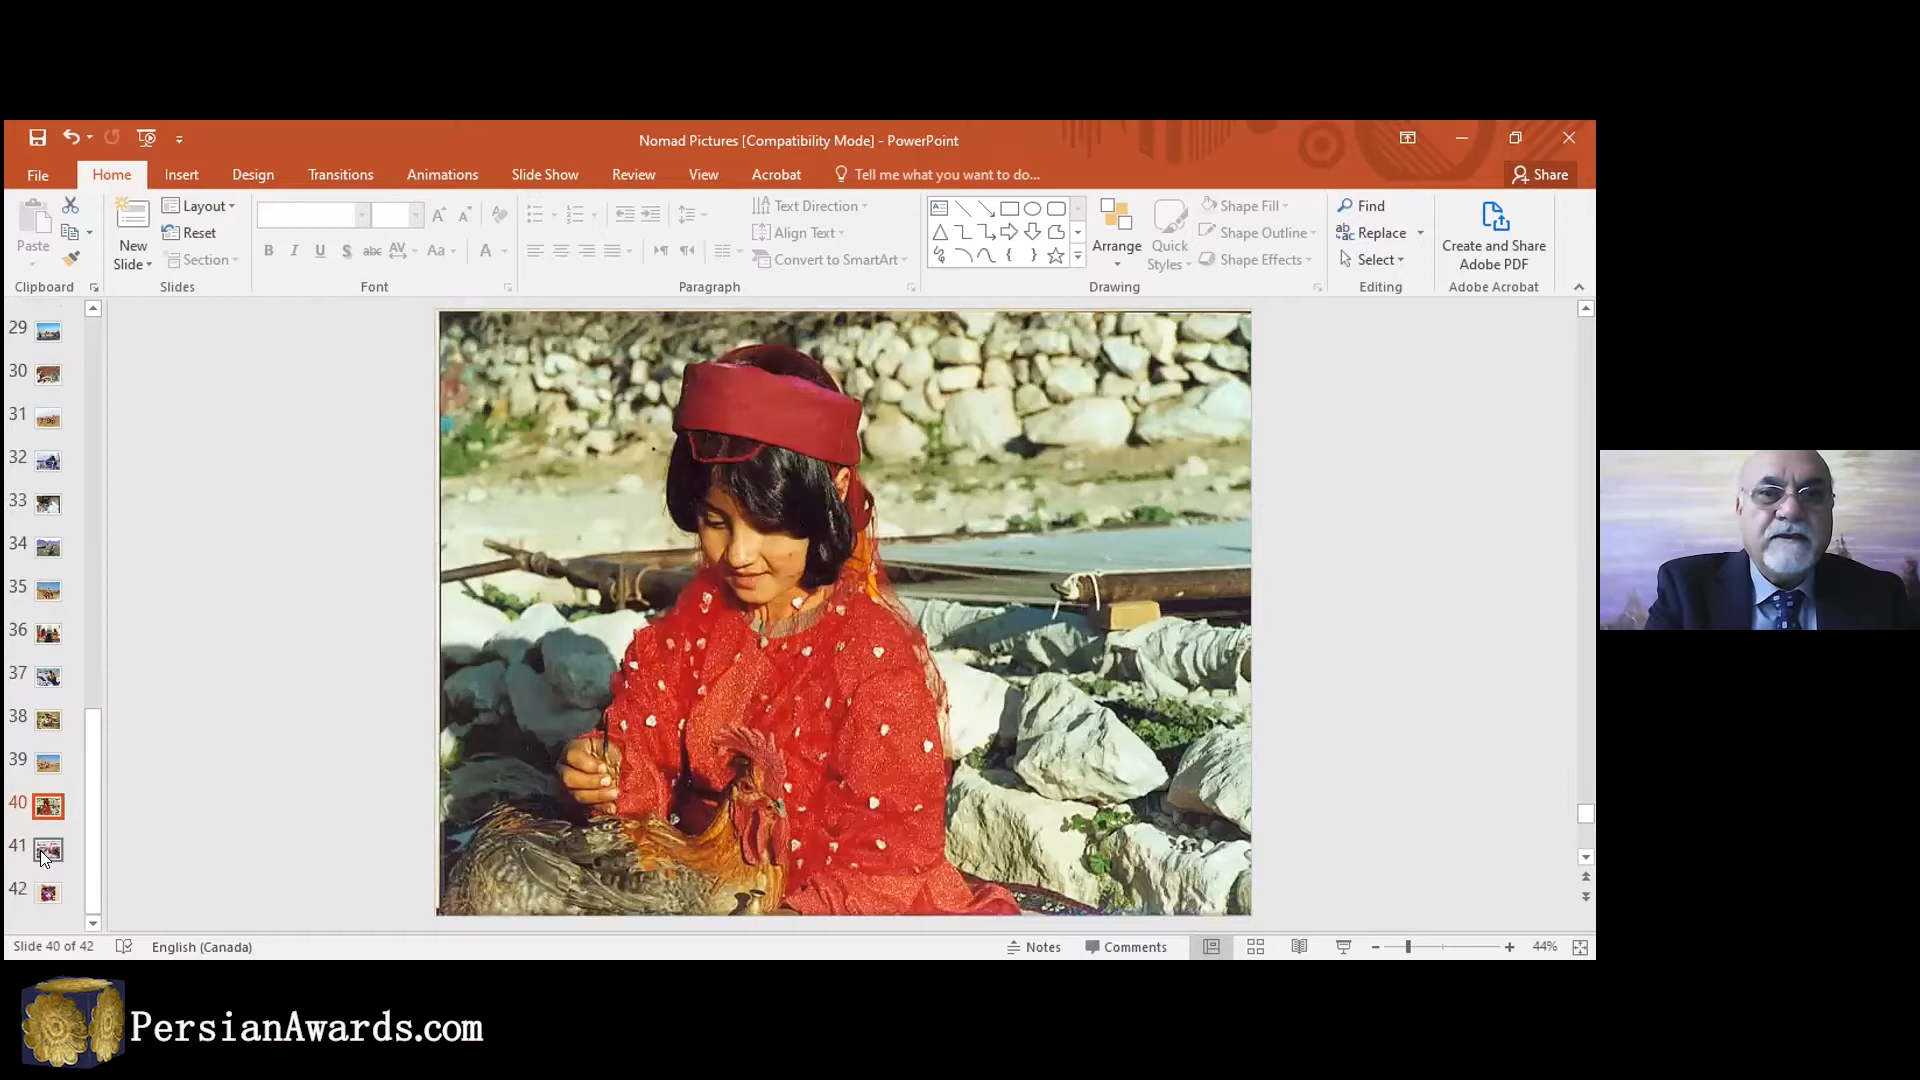 Nomad Pictures [Compatibility Mode] - PowerPoint
File Home Insert Design Transitions Animations Slide Show Review View Acrobat Tell me what you want to do... Share
Paste
Clipboard
New Slide
Layout
Reset
Section
Slides
B I U S abc AV Aa A
Font
Text Direction
Align Text
Convert to SmartArt
Paragraph
Arrange
Quick Styles
Shape Fill
Shape Outline
Shape Effects
Drawing
Find
Replace
Select
Editing
Create and Share Adobe PDF
Adobe Acrobat
29
30
31
32
33
34
35
36
37
38
39
40
41
42
Slide 40 of 42 English (Canada) Notes Comments 44%
PersianAwards.com